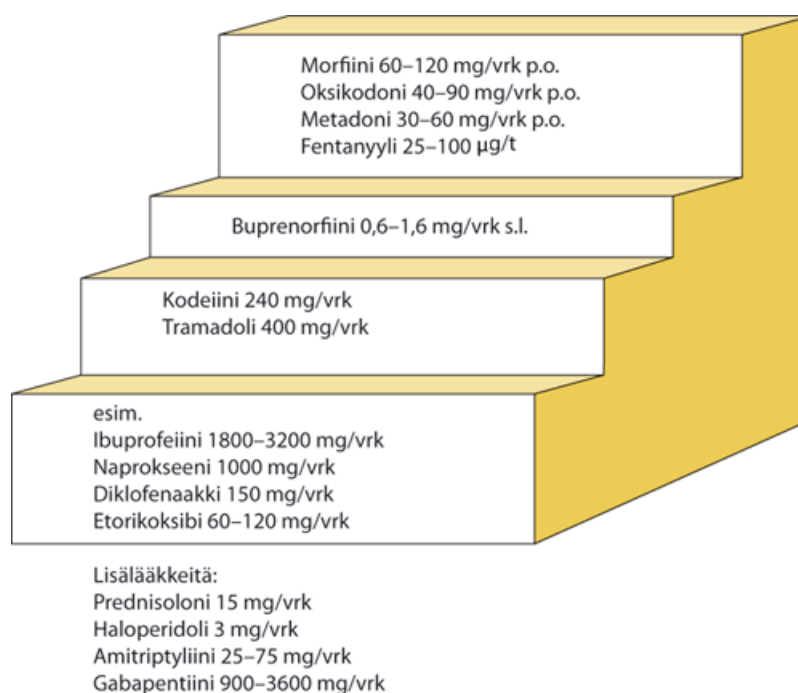 Morfiini 60–120 mg/vrk p.o.
Oksikodoni 40–90 mg/vrk p.o.
Metadoni 30–60 mg/vrk p.o.
Fentanyyli 25–100 µg/t
Buprenorfiini 0,6–1,6 mg/vrk s.l.
Kodeiini 240 mg/vrk
Tramadoli 400 mg/vrk
esim.
Ibuprofeiini 1800–3200 mg/vrk
Naprokseeni 1000 mg/vrk
Diklofenaakki 150 mg/vrk
Etorikoksibi 60–120 mg/vrk
Lisälääkkeitä:
Prednisoloni 15 mg/vrk
Haloperidoli 3 mg/vrk
Amitriptyliini 25–75 mg/vrk
Gabapentiini 900–3600 mg/vrk